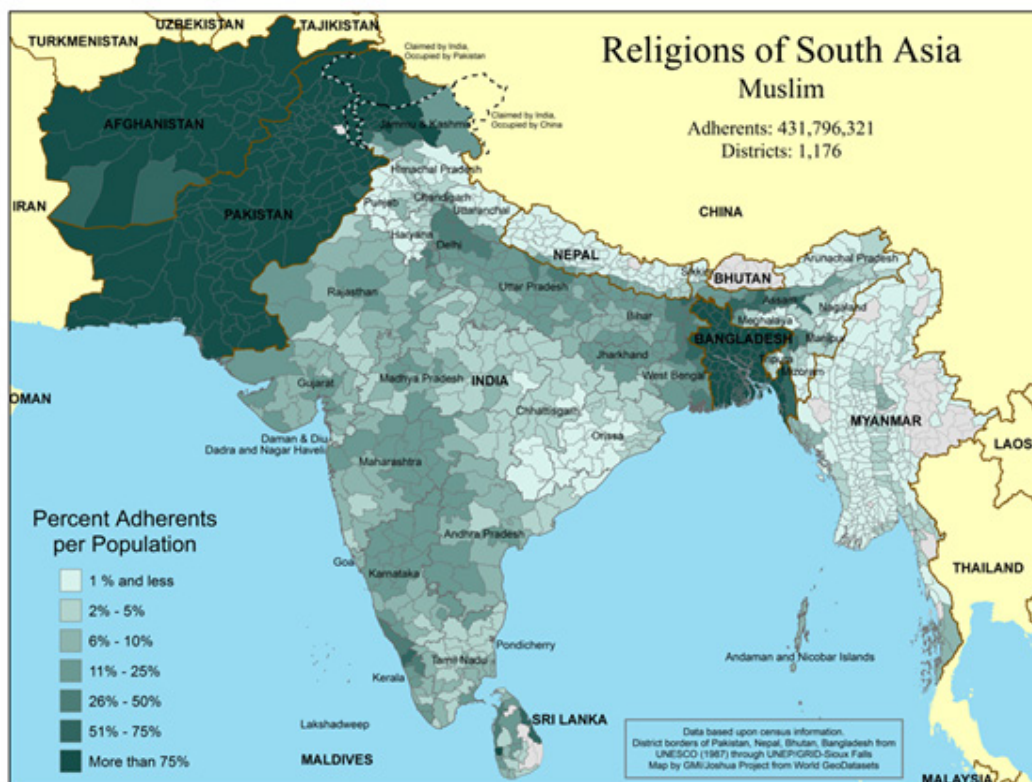 Religions of South Asia
Muslim
Adherents: 431,796,321
Districts: 1,176
UZBEKISTAN
TAJIKISTAN
TURKMENISTAN
Claimed by India,
Occupied by Pakistan
Claimed by India,
Occupied by China
AFGHANISTAN
Jammu & Kashmir
IRAN
PAKISTAN
Himachal Pradesh
Chandigarh
Punjab
Uttaranchal
Haryana
Delhi
CHINA
NEPAL
Sikkim
BHUTAN
Arunachal Pradesh
Rajasthan
Uttar Pradesh
Assam
Nagaland
Bihar
Meghalaya
BANGLADESH
Manipur
Jharkhand
Tripura
Mizoram
West Bengal
OMAN
Gujarat
Madhya Pradesh
INDIA
Chhattisgarh
MYANMAR
LAOS
Orissa
Daman & Diu
Dadra and Nagar Haveli
Maharashtra
Andhra Pradesh
Goa
Karnataka
THAILAND
Pondicherry
Tamil Nadu
Andaman and Nicobar Islands
Kerala
Lakshadweep
SRI LANKA
MALDIVES
MALAYSIA
Percent Adherents
per Population
1 % and less
2% - 5%
6% - 10%
11% - 25%
26% - 50%
51% - 75%
More than 75%
Data based upon census information.
District borders of Pakistan, Nepal, Bhutan, Bangladesh from
UNESCO (1987) through UNEP/GRID-Sioux Falls
Map by GMI/Joshua Project from World GeoDatasets